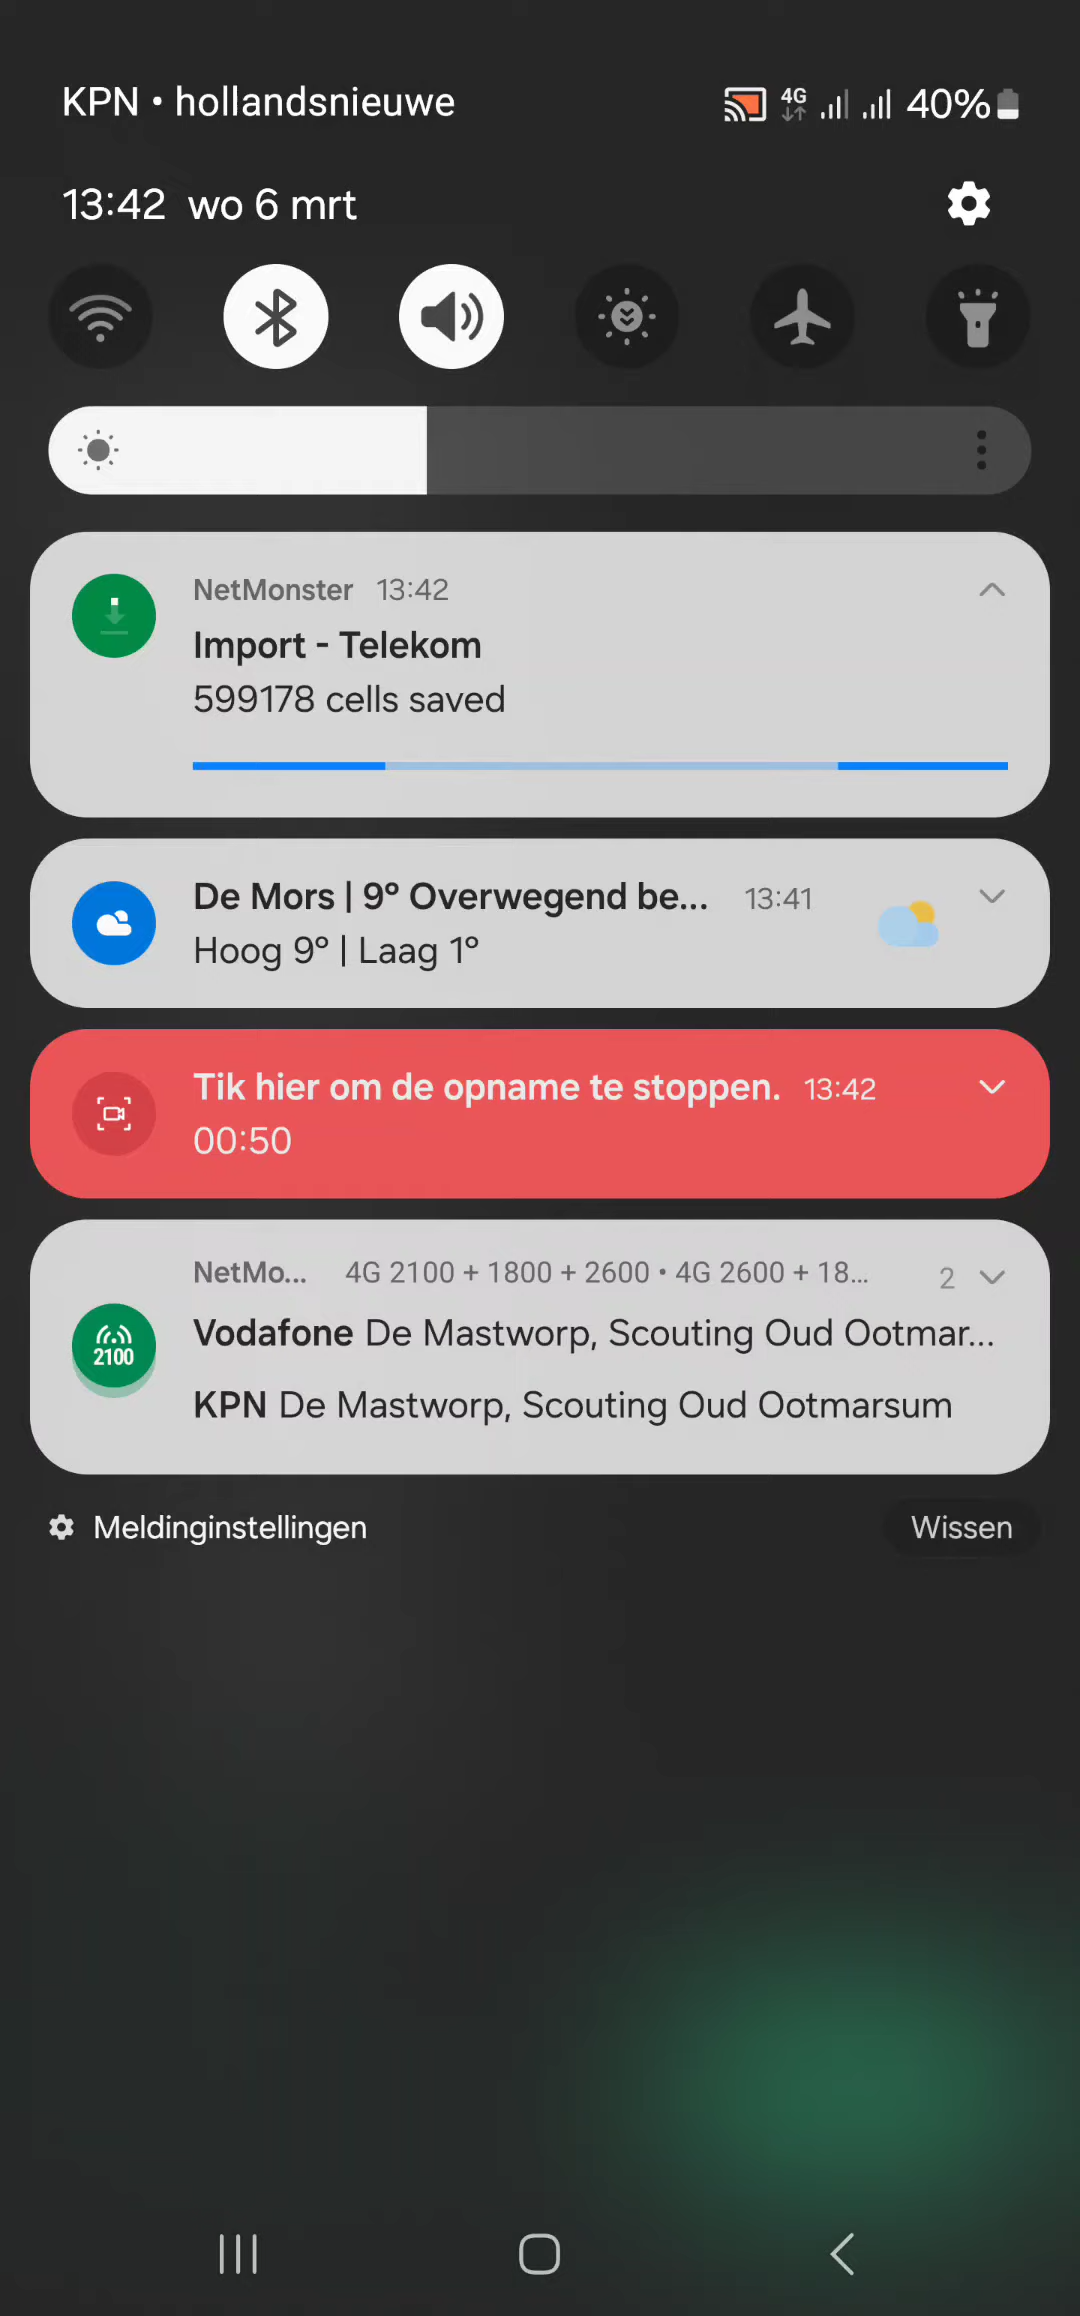 KPN • hollandsnieuwe 4G 40%
13:42 wo 6 mrt
NetMonster 13:42
Import - Telekom
599178 cells saved
De Mors | 9° Overwegend be... 13:41
Hoog 9° | Laag 1°
Tik hier om de opname te stoppen. 13:42
00:50
NetMo... 4G 2100 + 1800 + 2600 • 4G 2600 + 18... 2
2100
Vodafone De Mastworp, Scouting Oud Ootmar...
KPN De Mastworp, Scouting Oud Ootmarsum
Meldinginstellingen Wissen